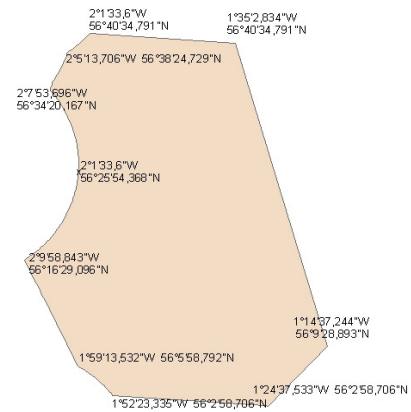 2°1'33,6"W
56°40'34,791"N
1°35'2,834"W
56°40'34,791"N
2°5'13,706"W 56°38'24,729"N
2°7'53,696"W
56°34'20,167"N
2°1'33,6"W
56°25'54,368"N
2°9'58,843"W
56°16'29,096"N
1°14'37,244"W
56°9'28,893"N
1°59'13,532"W 56°5'58,792"N
1°24'37,533"W 56°2'58,706"N
1°52'23,335"W 56°2'58,706"N